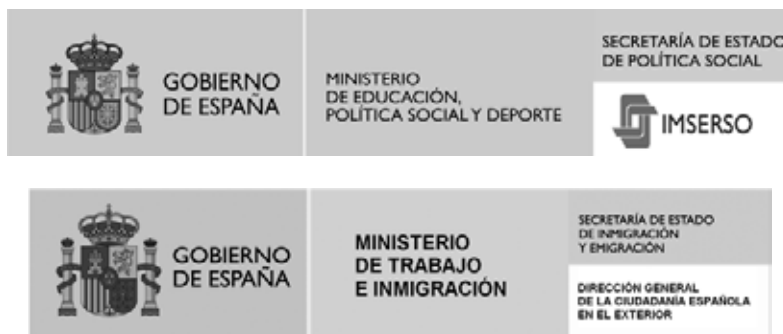 GOBIERNO
DE ESPAÑA
MINISTERIO
DE EDUCACIÓN,
POLÍTICA SOCIAL Y DEPORTE
SECRETARÍA DE ESTADO
DE POLÍTICA SOCIAL
IMSERSO
GOBIERNO
DE ESPAÑA
MINISTERIO
DE TRABAJO
E INMIGRACIÓN
SECRETARÍA DE ESTADO
DE INMIGRACIÓN
Y EMIGRACIÓN
DIRECCIÓN GENERAL
DE LA CIUDADANÍA ESPAÑOLA
EN EL EXTERIOR